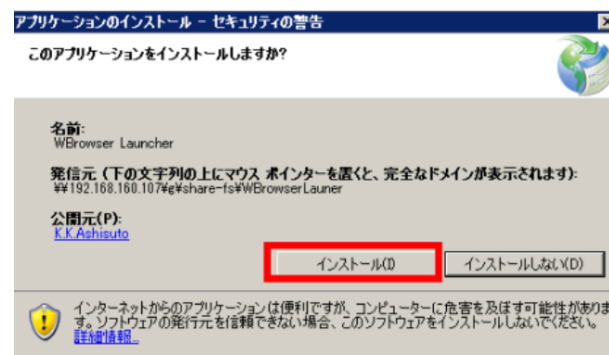 アプリケーションのインストール - セキュリティの警告
このアプリケーションをインストールしますか?
名前:
WBrowser Launcher
発信元 (下の文字列の上にマウス ポインターを置くと、完全なドメインが表示されます):
¥¥192.168.160.107¥g¥share-fs¥WBrowserLauner
公開元(P):
K.K.Ashisuto
インストール(I
インストールしない(D)
インターネットからのアプリケーションは便利ですが、コンピューターに危害を及ぼす可能性がありま
す。ソフトウェアの発行元を信頼できない場合、このソフトウェアをインストールしないでください。
詳細情報...